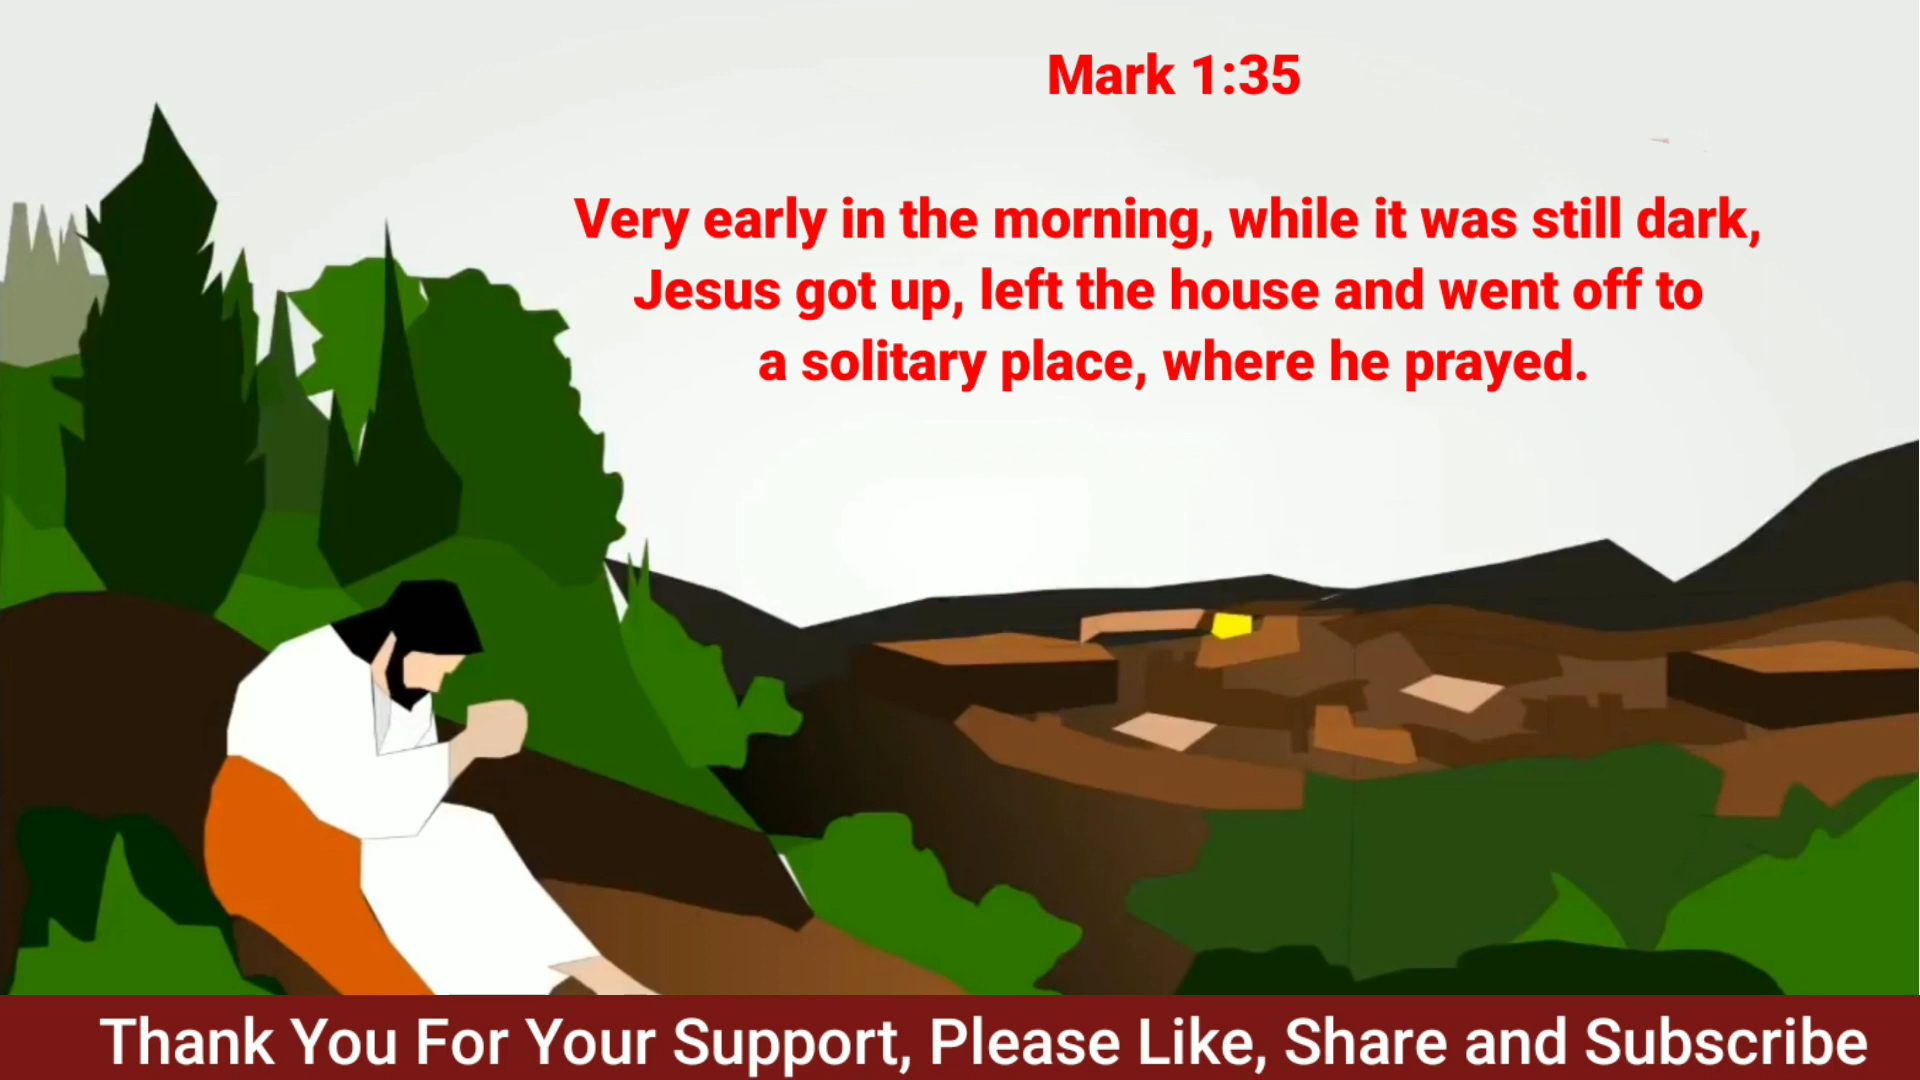 Mark 1:35
Very early in the morning, while it was still dark,
Jesus got up, left the house and went off to
a solitary place, where he prayed.
Thank You For Your Support, Please Like, Share and Subscribe